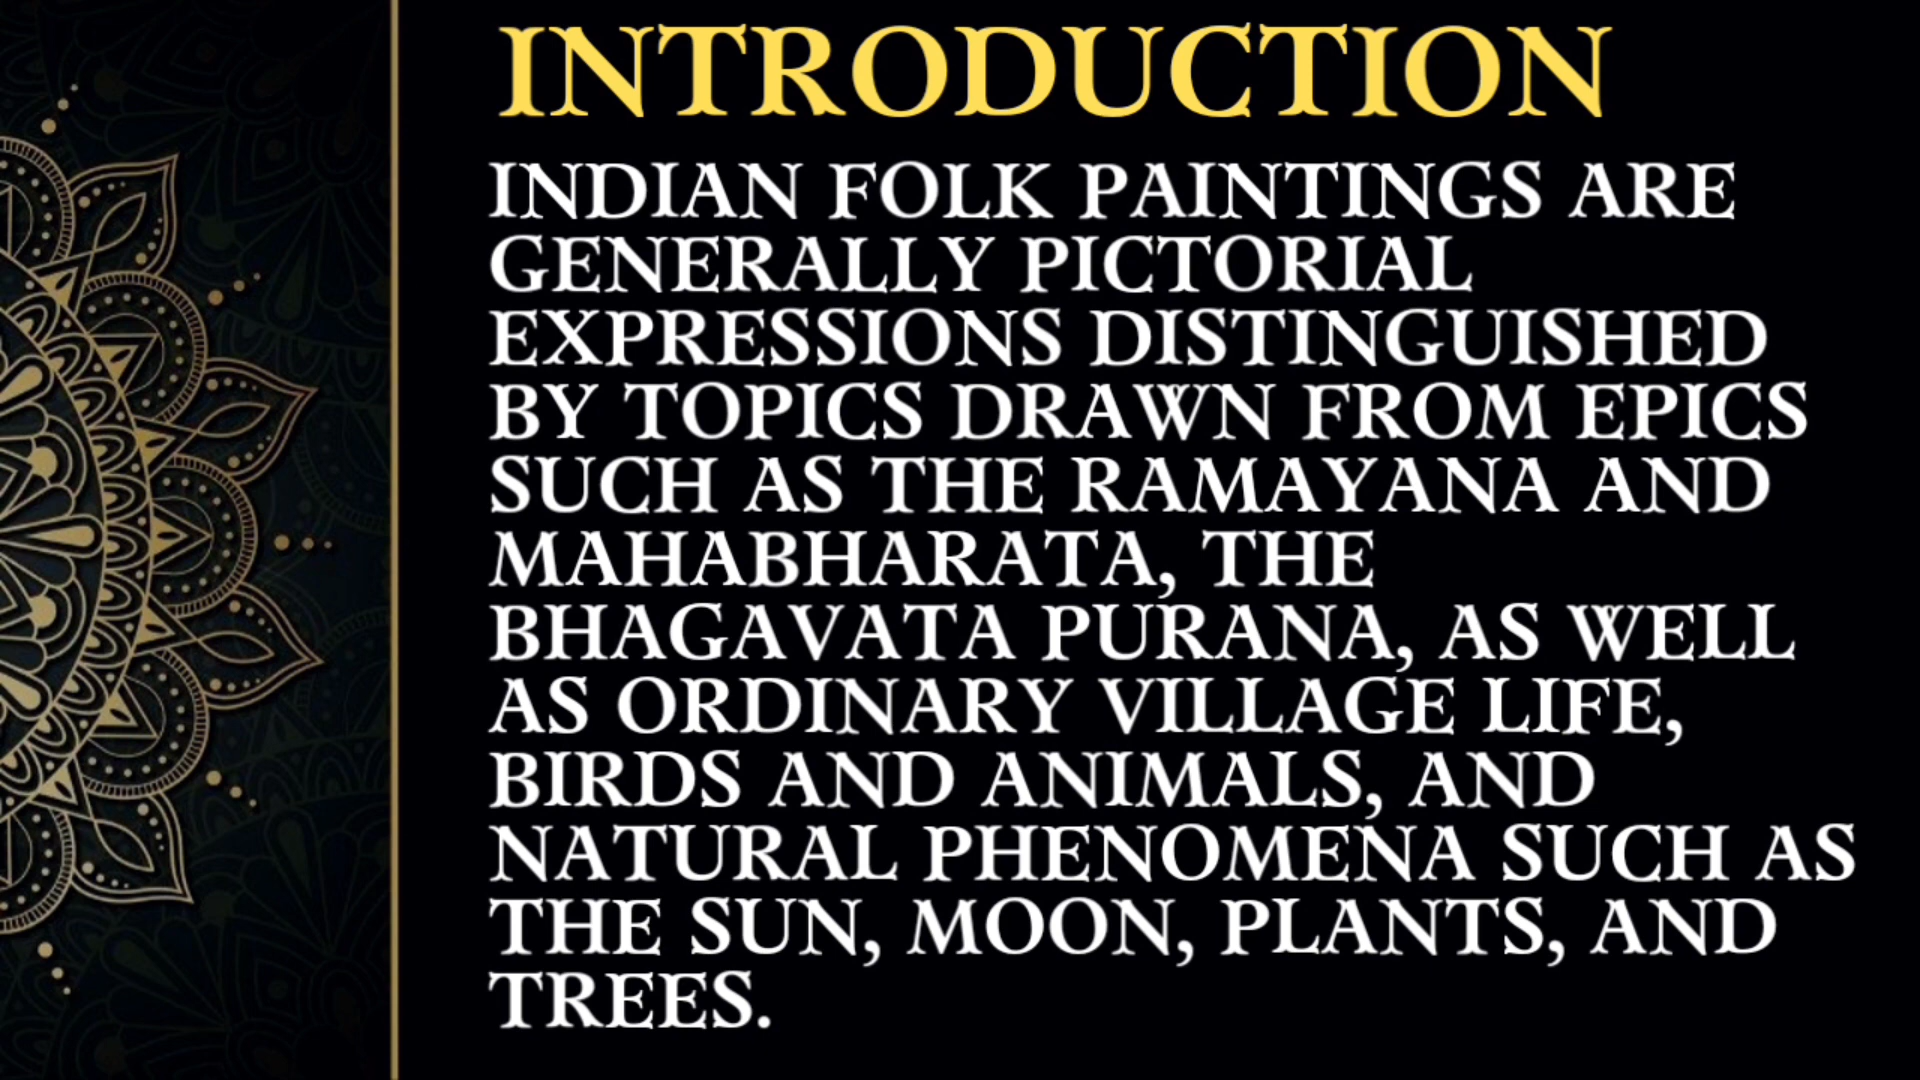 INTRODUCTION
INDIAN FOLK PAINTINGS ARE
GENERALLY PICTORIAL
EXPRESSIONS DISTINGUISHED
BY TOPICS DRAWN FROM EPICS
SUCH AS THE RAMAYANA AND
MAHABHARATA, THE
BHAGAVATA PURANA, AS WELL
AS ORDINARY VILLAGE LIFE,
BIRDS AND ANIMALS, AND
NATURAL PHENOMENA SUCH AS
THE SUN, MOON, PLANTS, AND
TREES.